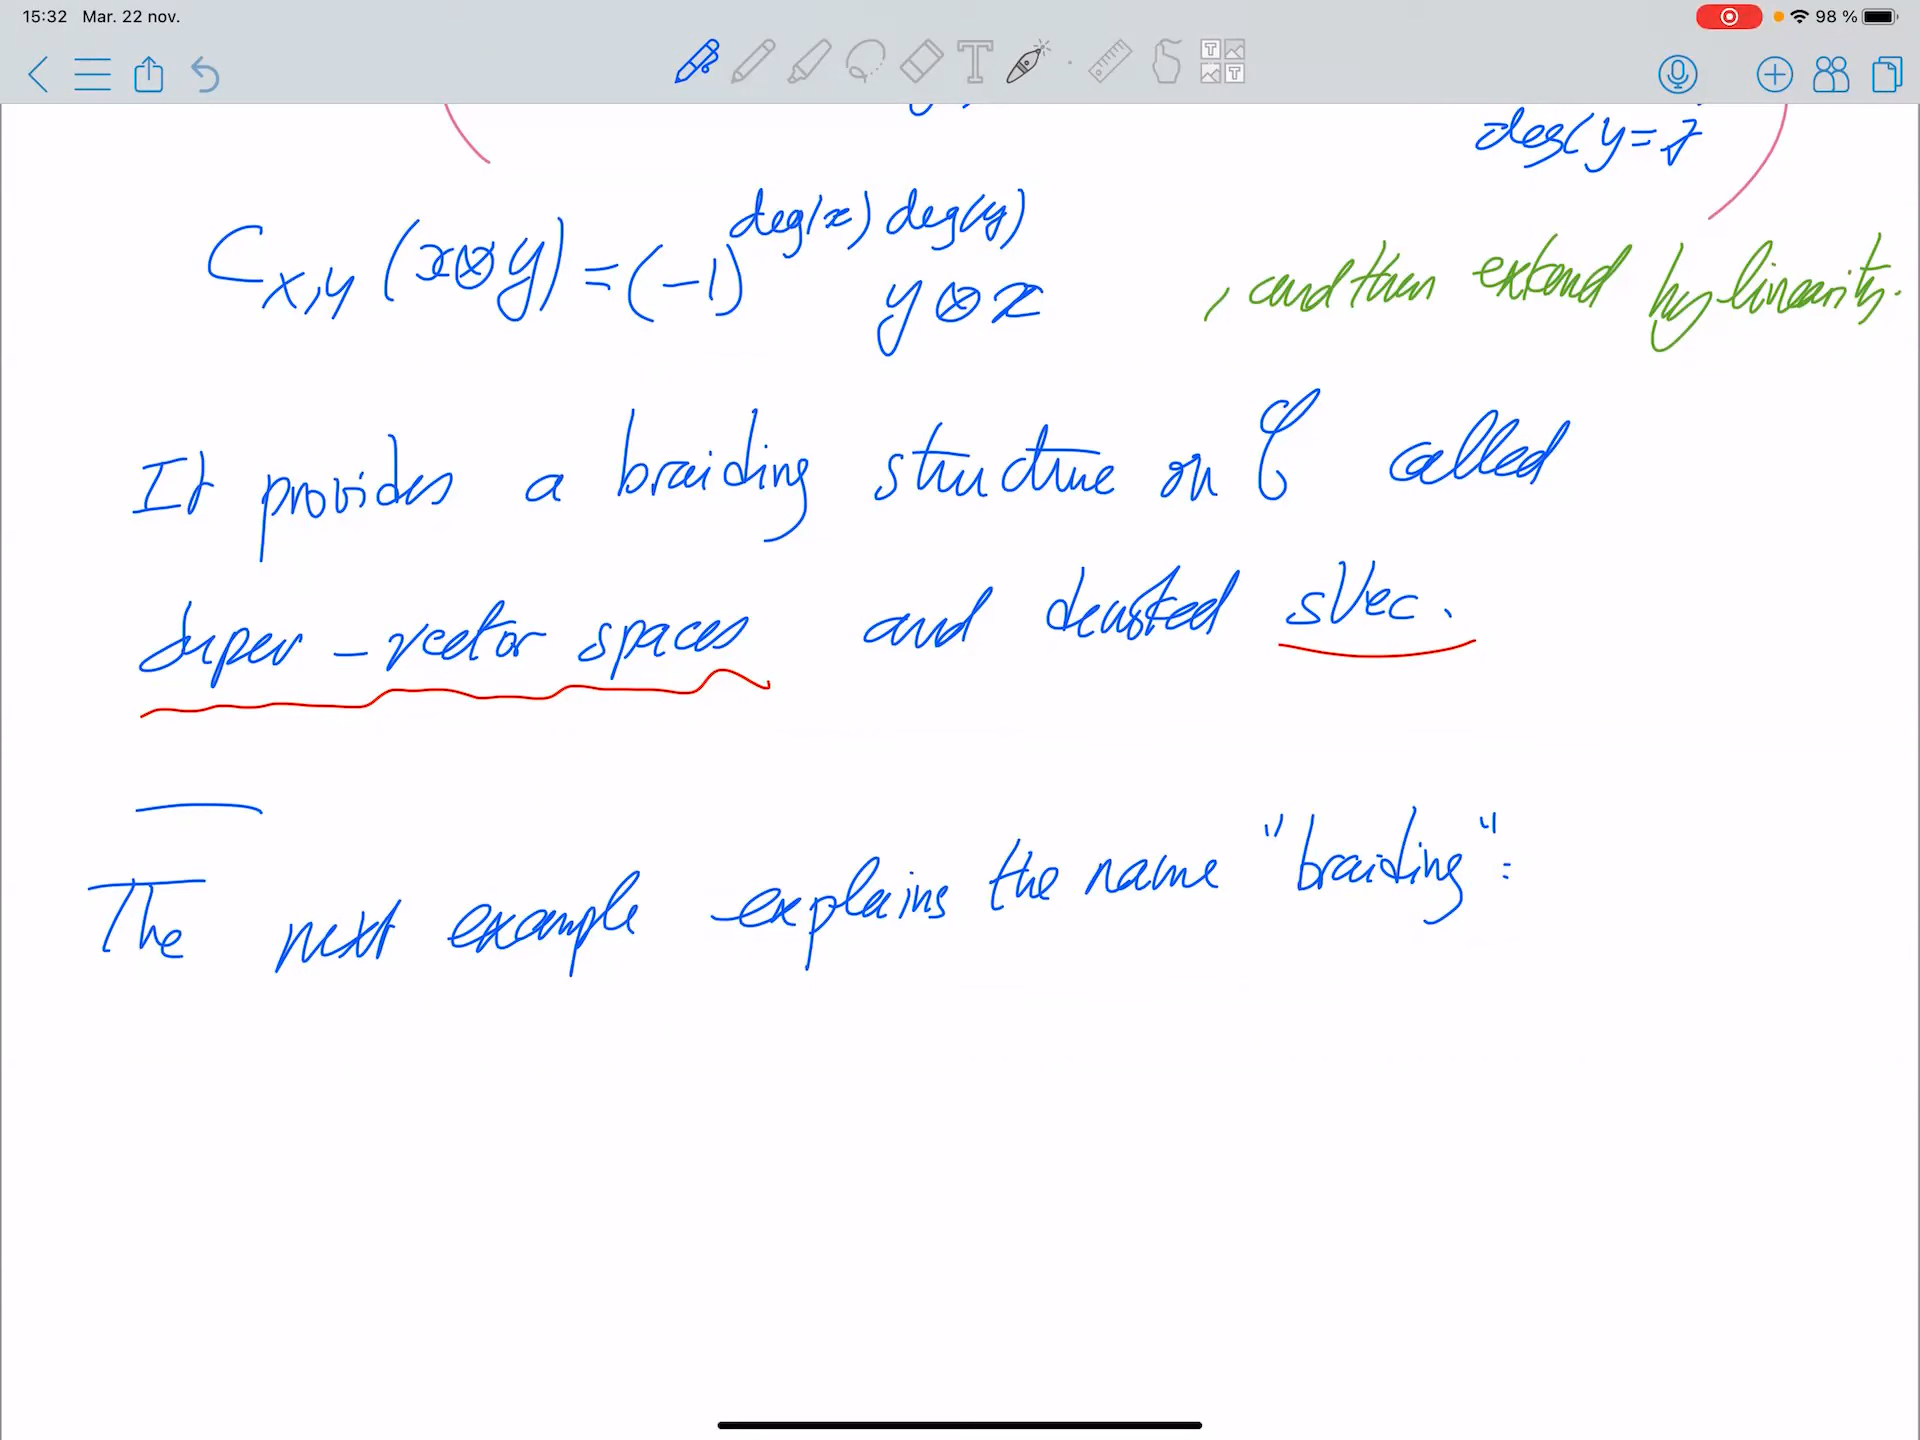 15:32 Mar. 22 nov. 98 %
deg(y=j
C_{X,Y} (x⊗y) = (-1)^{deg(x) deg(y)} y⊗x , and then extend by linearity.
It provides a braiding structure on C called
super-vector spaces and denoted sVec.
The next example explains the name "braiding":